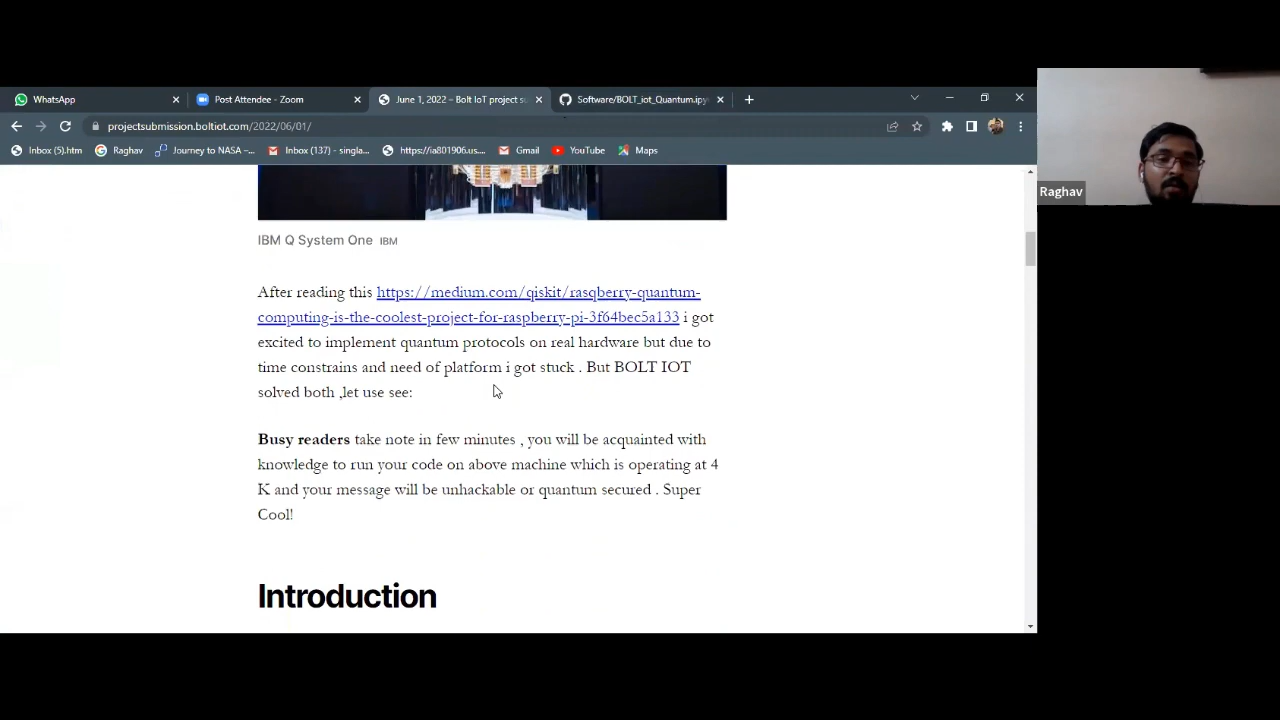 WhatsApp
Post Attendee - Zoom
June 1, 2022 – Bolt IoT project su
Software/BOLT_iot_Quantum.ipyn
projectsubmission.boltiot.com/2022/06/01/
Inbox (5).htm
Raghav
Journey to NASA –...
Inbox (137) - singla...
https://ia801906.us....
Gmail
YouTube
Maps
Raghav
IBM Q System One IBM
After reading this https://medium.com/qiskit/rasqberry-quantum-
computing-is-the-coolest-project-for-raspberry-pi-3f64bec5a133 i got
excited to implement quantum protocols on real hardware but due to
time constrains and need of platform i got stuck . But BOLT IOT
solved both ,let use see:
Busy readers take note in few minutes , you will be acquainted with
knowledge to run your code on above machine which is operating at 4
K and your message will be unhackable or quantum secured . Super
Cool!
Introduction